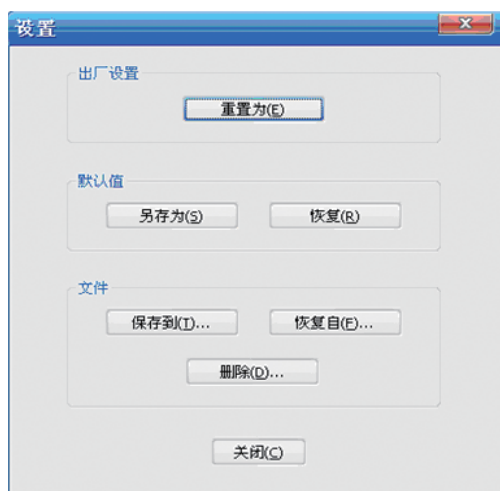 设置
出厂设置
重置为(E)
默认值
另存为(S) 恢复(R)
文件
保存到(T)... 恢复自(F)...
删除(D)...
关闭(C)